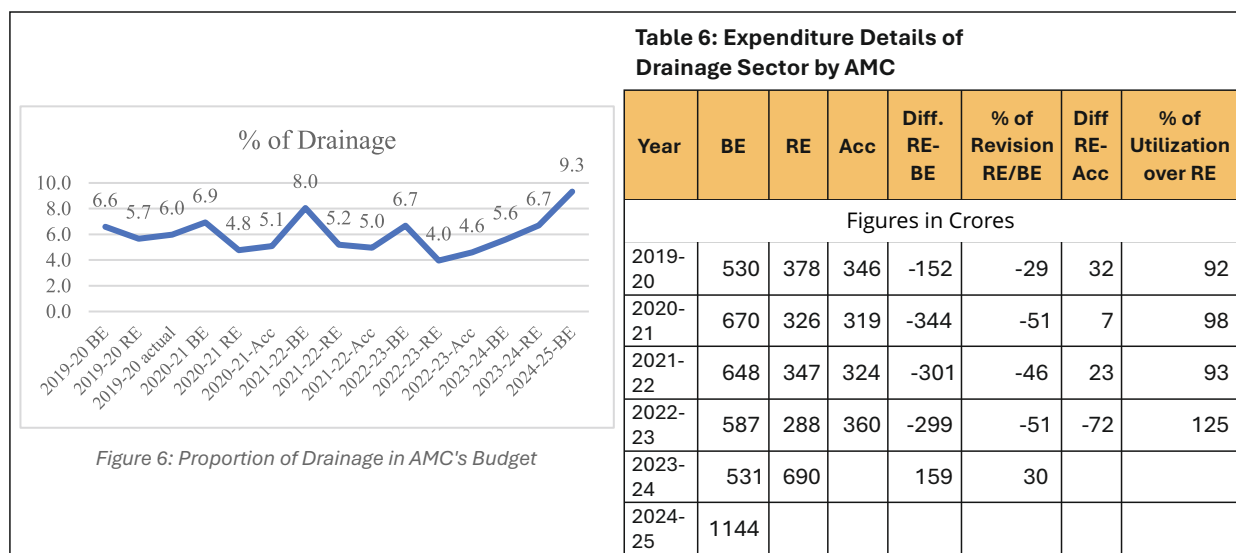 Table 6: Expenditure Details of
Drainage Sector by AMC
% of Drainage
10.0
8.0
6.0
4.0
2.0
0.0
6.6
5.7
6.0
6.9
4.8
5.1
8.0
5.2
5.0
6.7
4.0
4.6
5.6
6.7
9.3
2019-20 BE
2019-20 RE
2019-20 actual
2020-21 BE
2020-21 RE
2020-21-Acc
2021-22-BE
2021-22-RE
2021-22-Acc
2022-23-BE
2022-23-RE
2022-23-Acc
2023-24-BE
2023-24-RE
2024-25-BE
Figure 6: Proportion of Drainage in AMC's Budget
Year BE RE Acc Diff. RE-BE % of Revision RE/BE Diff RE-Acc % of Utilization over RE
Figures in Crores
2019-20 530 378 346 -152 -29 32 92
2020-21 670 326 319 -344 -51 7 98
2021-22 648 347 324 -301 -46 23 93
2022-23 587 288 360 -299 -51 -72 125
2023-24 531 690 159 30
2024-25 1144